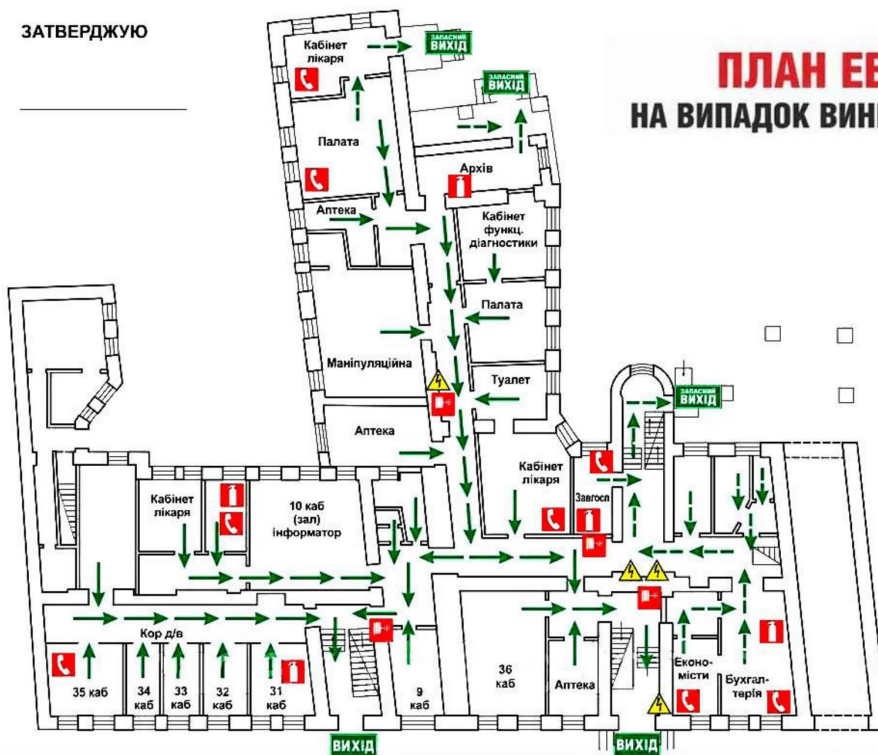 ЗАТВЕРДЖУЮ
ПЛАН ЕВ
НА ВИПАДОК ВИН
Кабінет
лікаря
ЗАПАСНИЙ
ВИХІД
ЗАПАСНИЙ
ВИХІД
Палата
Архів
Аптека
Кабінет
функц.
діагностики
Палата
Маніпуляційна
Туалет
ЗАПАСНИЙ
ВИХІД
Аптека
Кабінет
лікаря
Завгосп
Кабінет
лікаря
10 каб
(зал)
інформатор
Кор д/в
35 каб
34
каб
33
каб
32
каб
31
каб
9
каб
36
каб
Аптека
Еконо-
місти
Бухгал-
терія
ВИХІД
ВИХІД